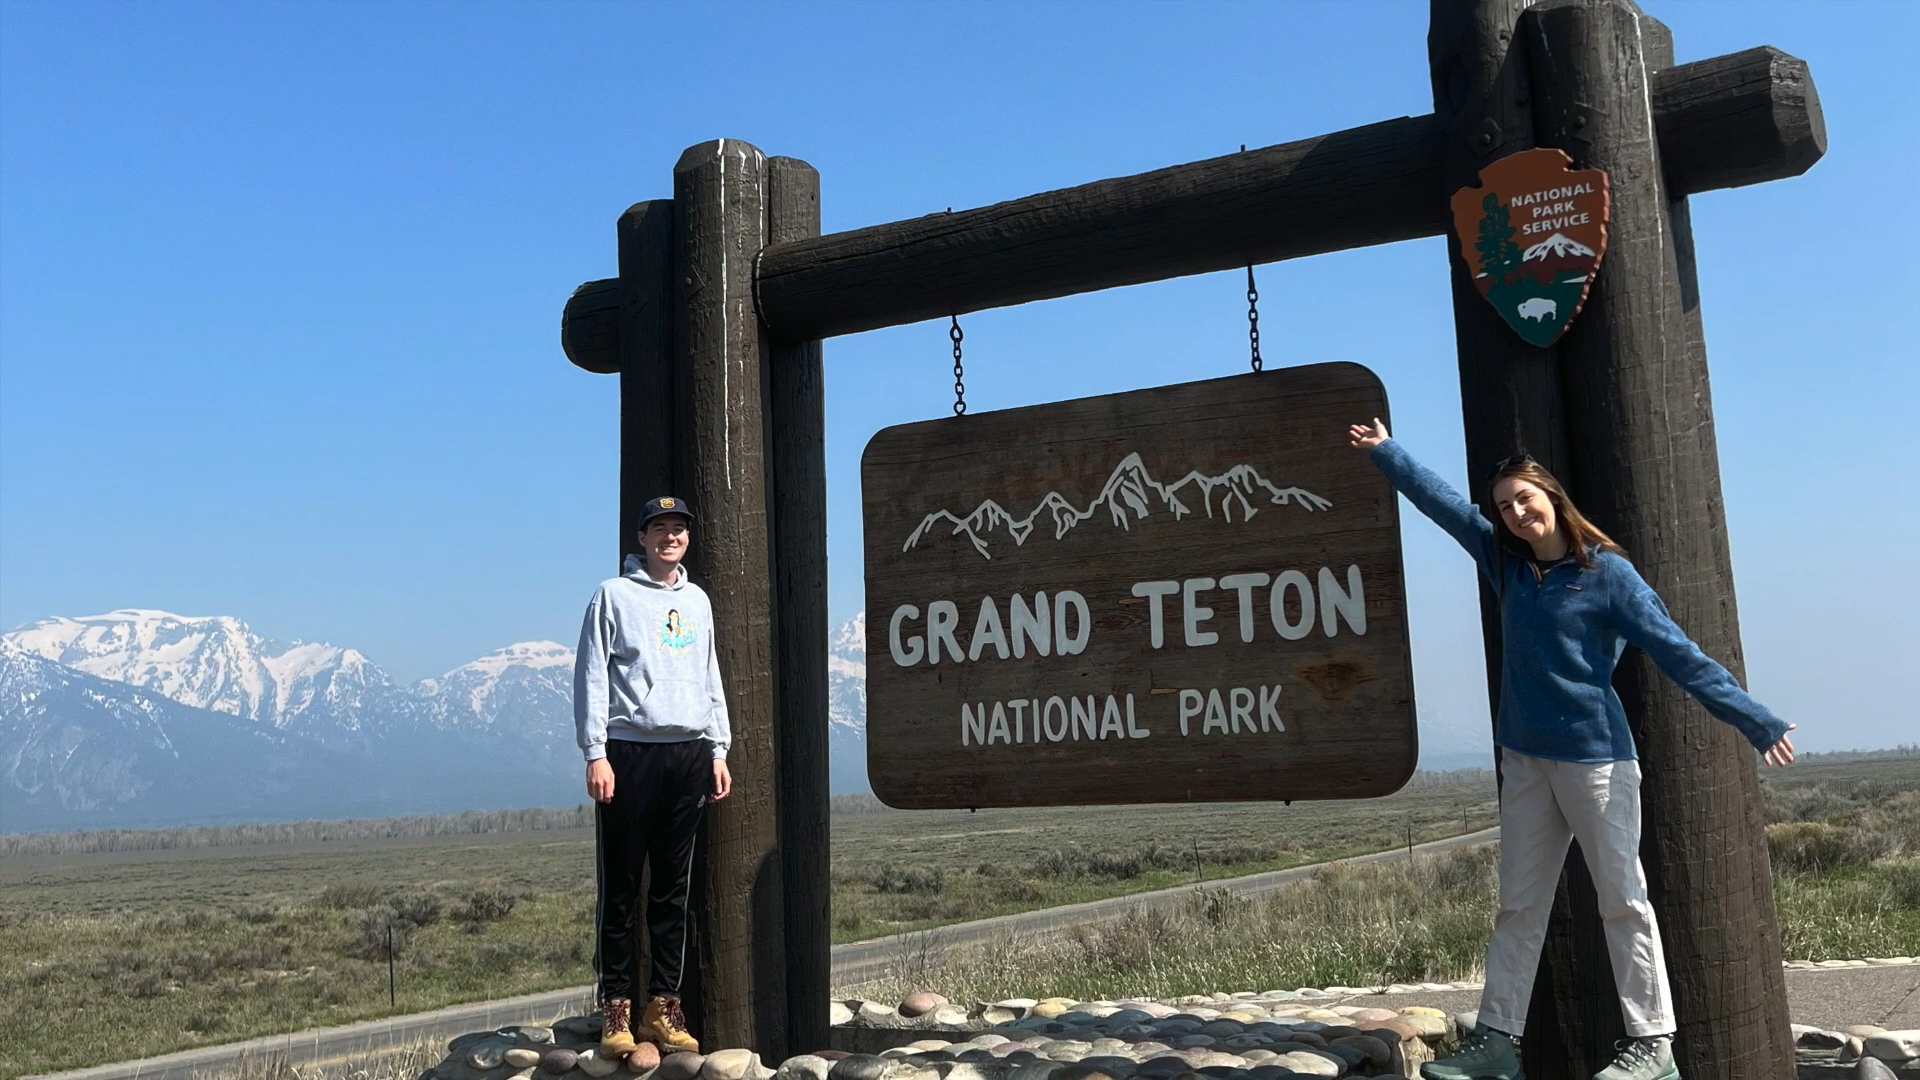 NATIONAL
PARK
SERVICE
GRAND TETON
NATIONAL PARK